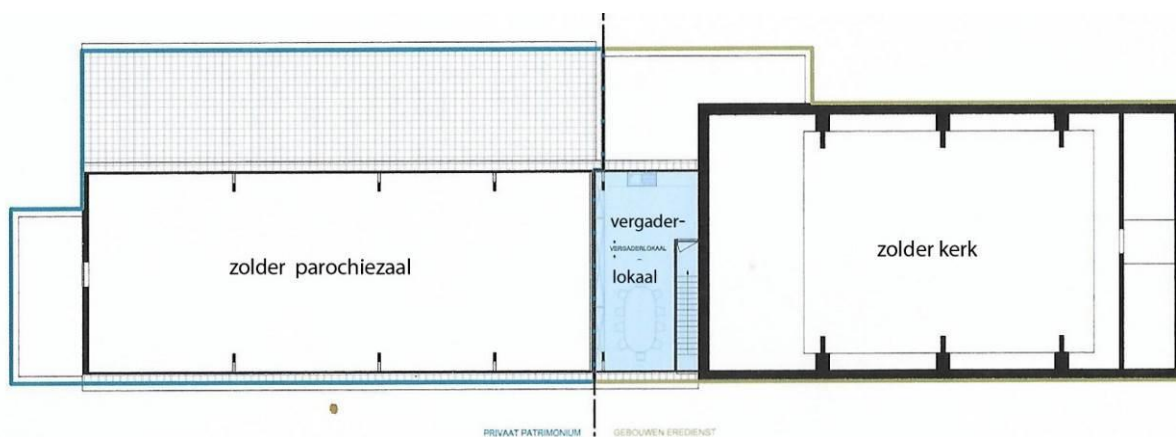 vergader-
VERGADERLOKAAL
lokaal
zolder parochiezaal
zolder kerk
PRIVAAT PATRIMONIUM
GEBOUWEN EREDIENST